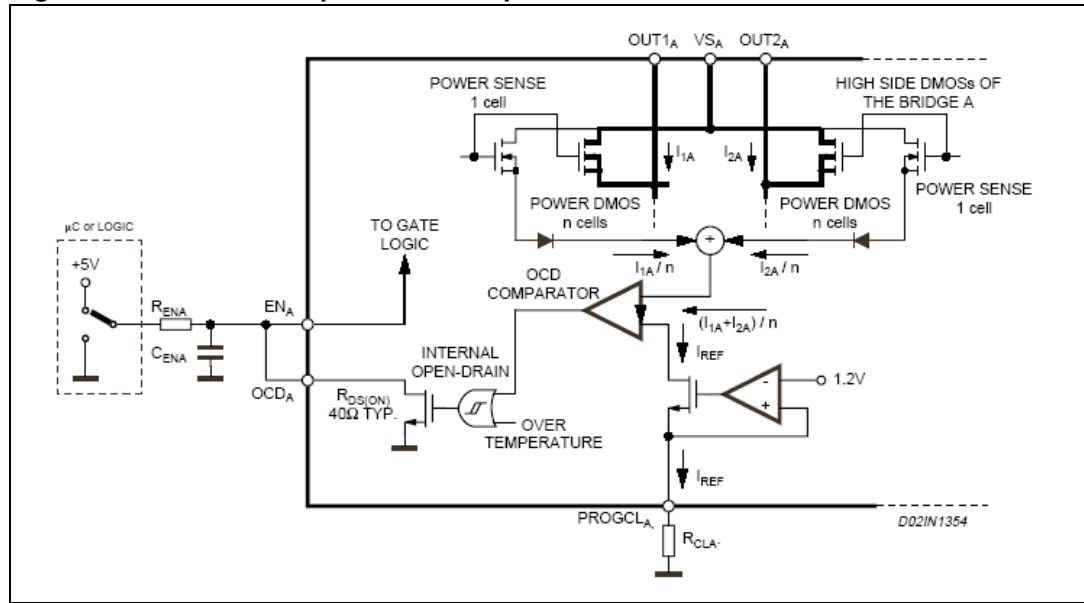 OUT1A VSA OUT2A
POWER SENSE
1 cell
HIGH SIDE DMOSs OF
THE BRIDGE A
I1A
I2A
POWER SENSE
1 cell
POWER DMOS
n cells
POWER DMOS
n cells
μC or LOGIC
+5V
TO GATE
LOGIC
+
I1A / n
I2A / n
OCD
COMPARATOR
RENA
ENA
(I1A+I2A) / n
CENA
IREF
INTERNAL
OPEN-DRAIN
OCDA
RDS(ON)
40Ω TYP.
-
+
1.2V
OVER
TEMPERATURE
IREF
PROGCLA,
D02IN1354
RCLA.